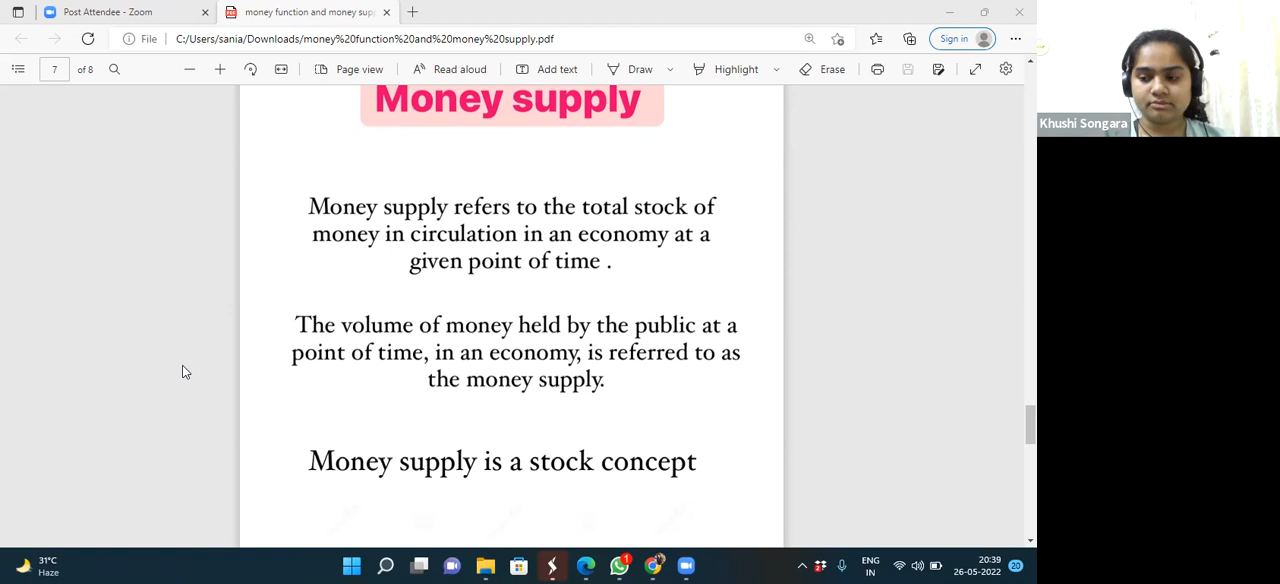 Post Attendee - Zoom
money function and money sup
File
C:/Users/sania/Downloads/money%20function%20and%20money%20supply.pdf
Sign in
7 of 8
Page view
Read aloud
Add text
Draw
Highlight
Erase
Khushi Songara
Money supply
Money supply refers to the total stock of
money in circulation in an economy at a
given point of time .
The volume of money held by the public at a
point of time, in an economy, is referred to as
the money supply.
Money supply is a stock concept
31°C
Haze
1
ENG
IN
20:39
26-05-2022
20